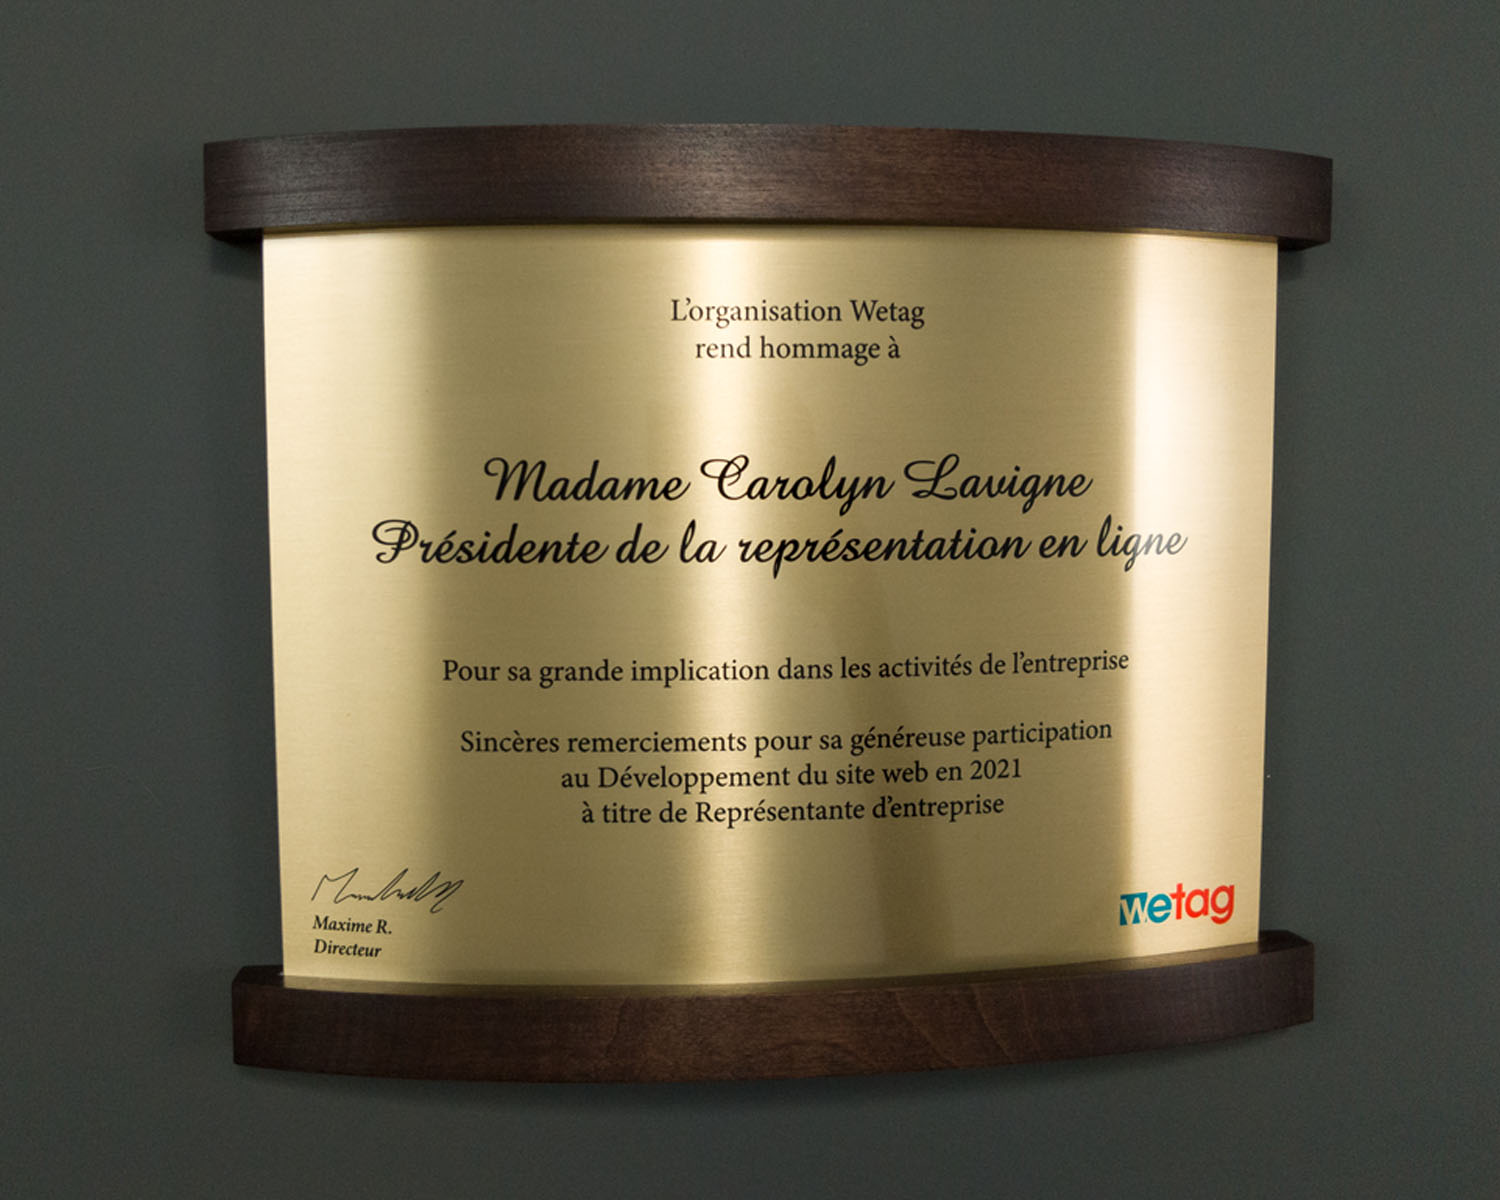 L'organisation Wetag
rend hommage à
Madame Carolyn Lavigne
Présidente de la représentation en ligne
Pour sa grande implication dans les activités de l'entreprise
Sincères remerciements pour sa généreuse participation
au Développement du site web en 2021
à titre de Représentante d'entreprise
Maxime R.
Directeur
wetag